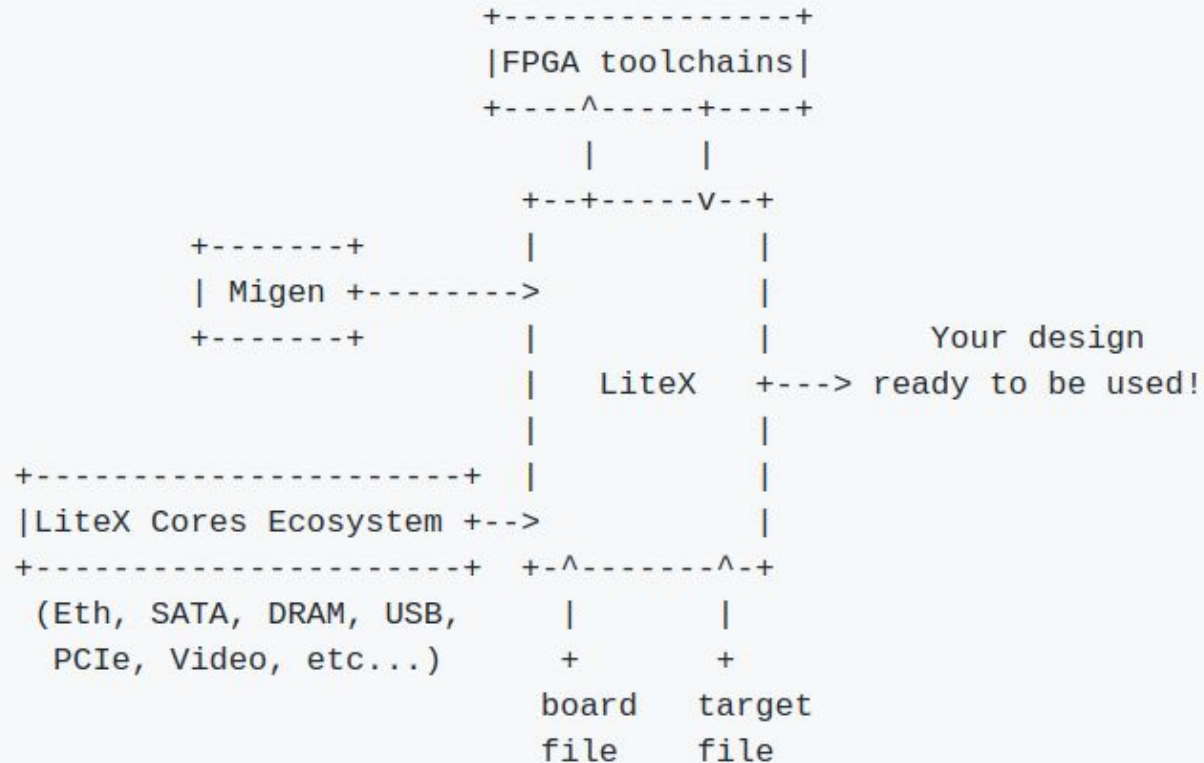 +---------------+
                        |FPGA toolchains|
                        +----^-----+----+
                             |     |
                          +--+-----v--+
         +-------+        |           |
         | Migen +-------->           |
         +-------+        |           |        Your design
                          |   LiteX   +---> ready to be used!
                          |           |
+----------------------+  |           |
|LiteX Cores Ecosystem +-->           |
+----------------------+  +-^-------^-+
 (Eth, SATA, DRAM, USB,     |       |
  PCIe, Video, etc...)      +       +
                           board   target
                           file    file